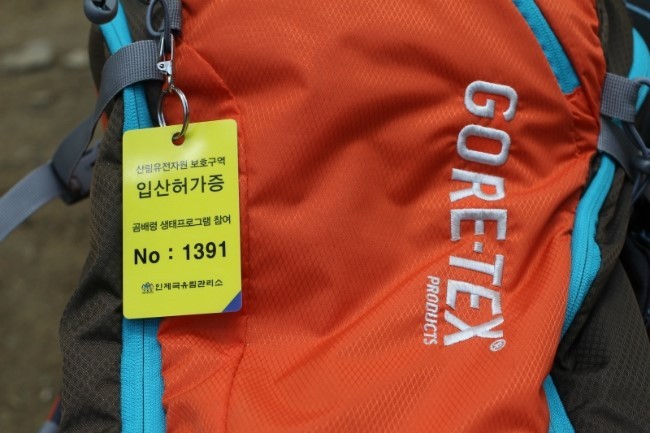 산림유전자원 보호구역
입산허가증
곰배령 생태프로그램 참여
No : 1391
인제국유림관리소
GORE-TEX®
PRODUCTS